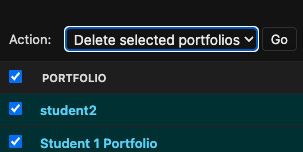 Action: Delete selected portfolios Go
PORTFOLIO
student2
Student 1 Portfolio